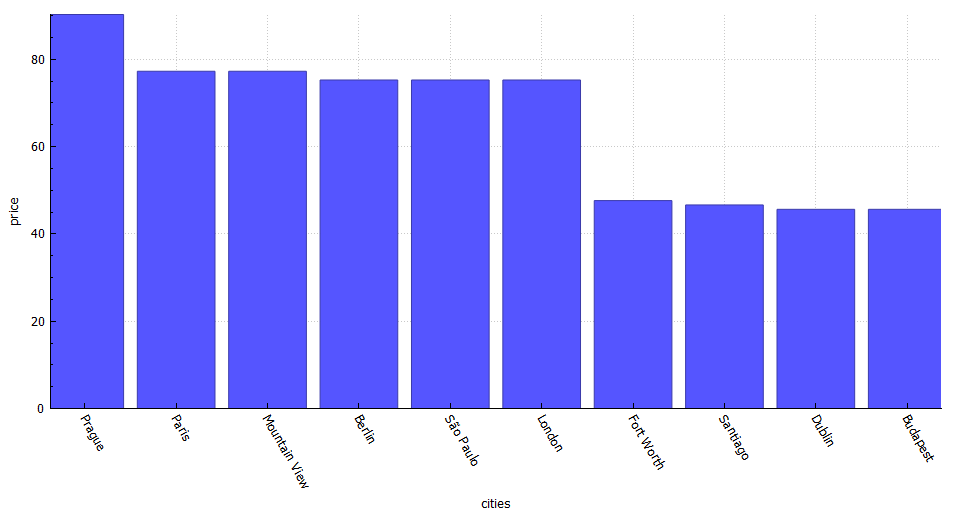 80
60
40
20
0
price
Prague
Paris
Mountain View
Berlin
São Paulo
London
Fort Worth
Santiago
Dublin
Budapest
cities